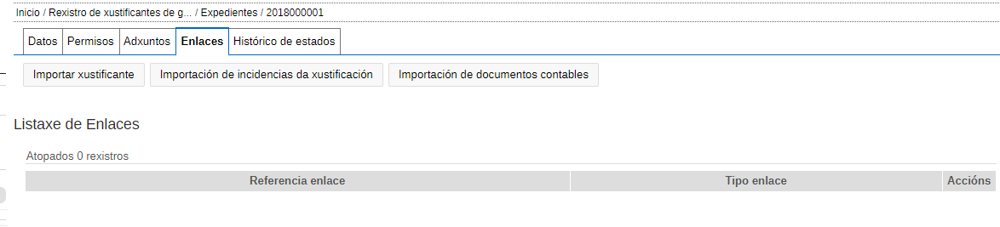 Inicio / Rexistro de xustificantes de g... / Expedientes / 2018000001
Datos Permisos Adxuntos Enlaces Histórico de estados
Importar xustificante Importación de incidencias da xustificación Importación de documentos contables
Listaxe de Enlaces
Atopados 0 rexistros
Referencia enlace Tipo enlace Accións